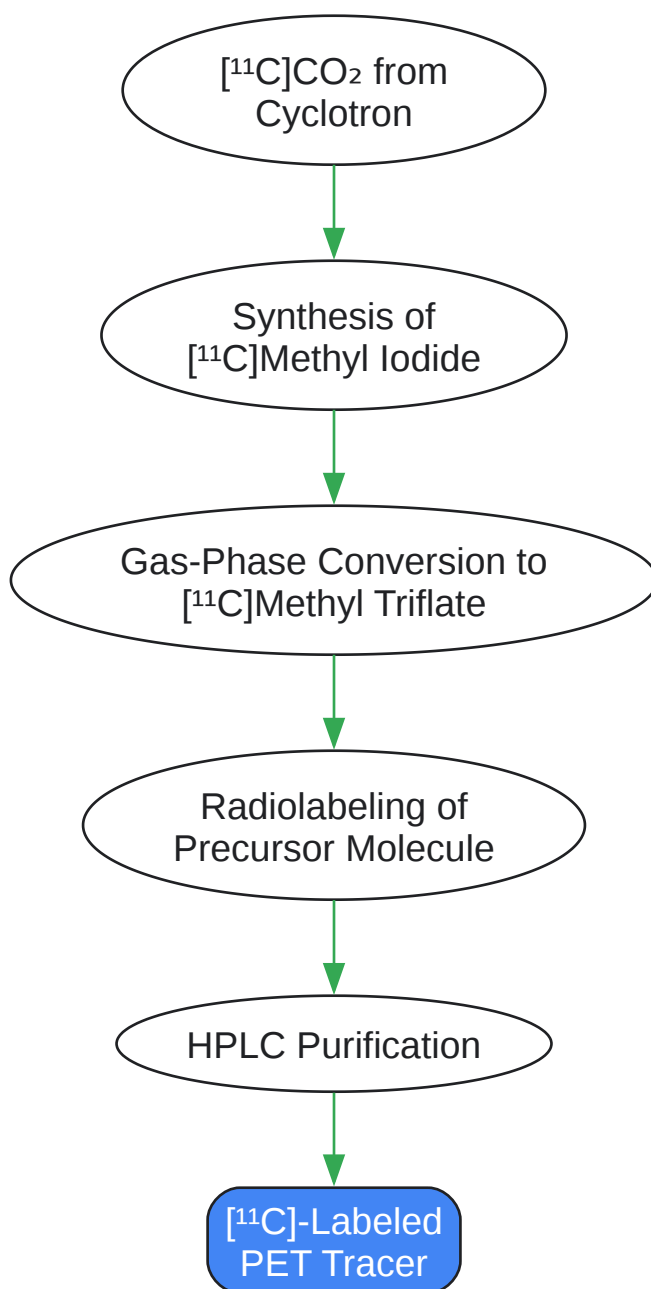 [¹¹C]CO₂ from
Cyclotron
Synthesis of
[¹¹C]Methyl Iodide
Gas-Phase Conversion to
[¹¹C]Methyl Triflate
Radiolabeling of
Precursor Molecule
HPLC Purification
[¹¹C]-Labeled
PET Tracer